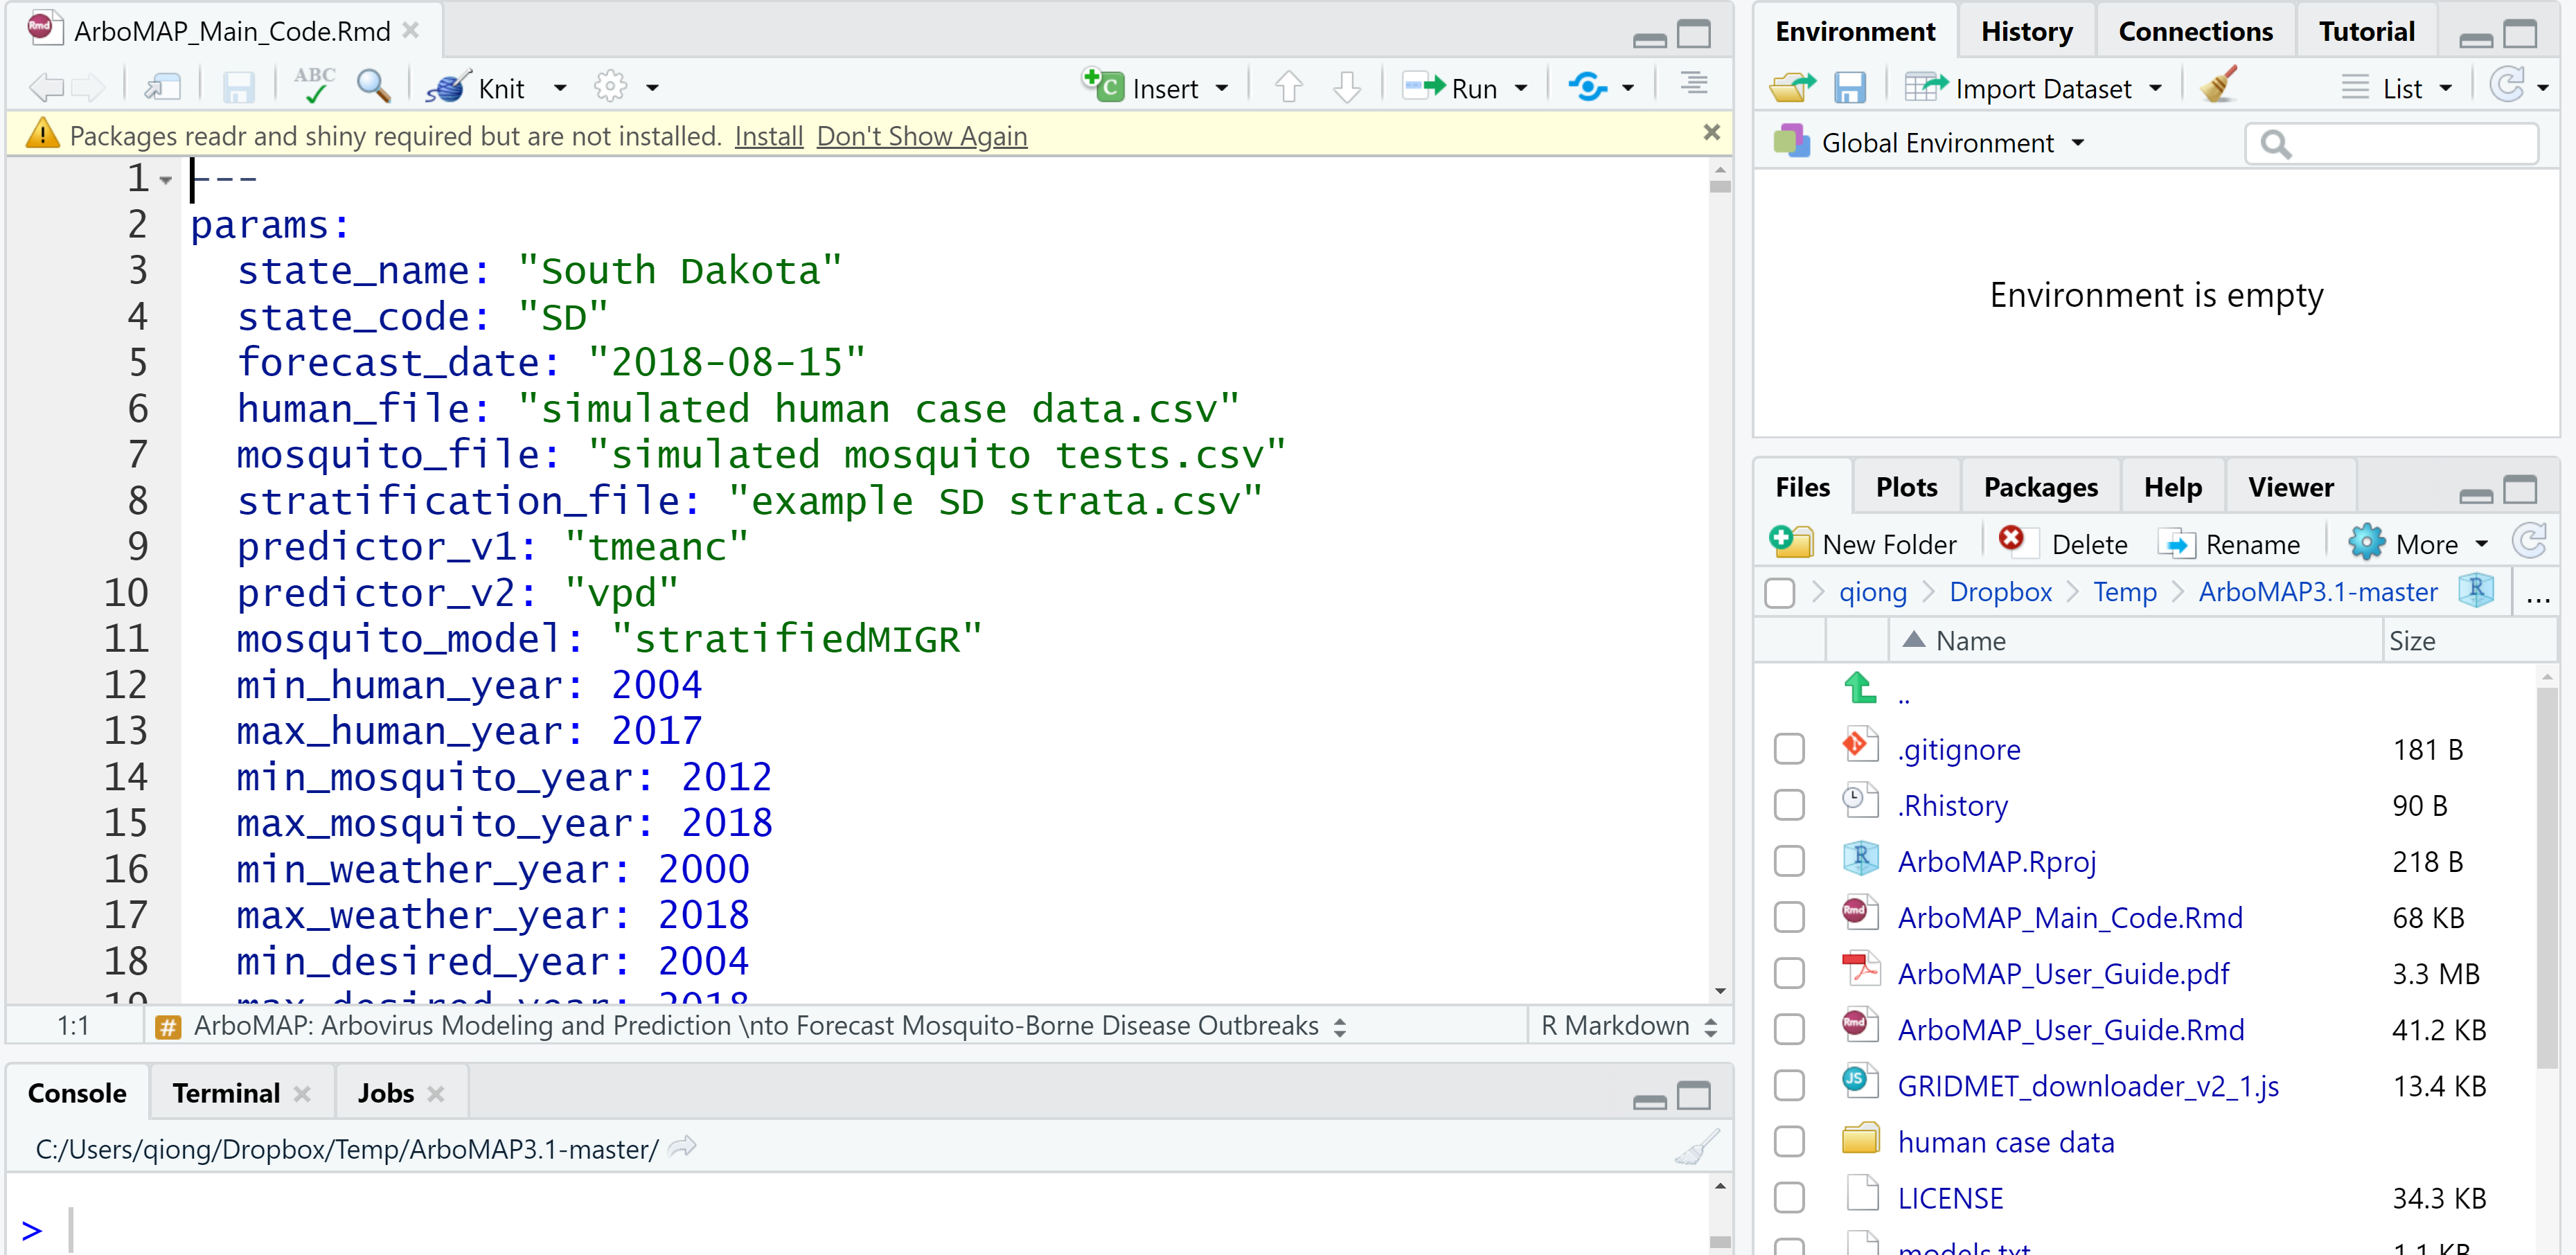 ArboMAP_Main_Code.Rmd
ABC Knit Insert Run
Packages readr and shiny required but are not installed. Install Don't Show Again
1 ---
2 params:
3 state_name: "South Dakota"
4 state_code: "SD"
5 forecast_date: "2018-08-15"
6 human_file: "simulated human case data.csv"
7 mosquito_file: "simulated mosquito tests.csv"
8 stratification_file: "example SD strata.csv"
9 predictor_v1: "tmeanc"
10 predictor_v2: "vpd"
11 mosquito_model: "stratifiedMIGR"
12 min_human_year: 2004
13 max_human_year: 2017
14 min_mosquito_year: 2012
15 max_mosquito_year: 2018
16 min_weather_year: 2000
17 max_weather_year: 2018
18 min_desired_year: 2004
19 max_desired_year: 2018
1:1 # ArboMAP: Arbovirus Modeling and Prediction \nto Forecast Mosquito-Borne Disease Outbreaks R Markdown
Console Terminal Jobs
C:/Users/qiong/Dropbox/Temp/ArboMAP3.1-master/
>
Environment History Connections Tutorial
Import Dataset List
Global Environment
Environment is empty
Files Plots Packages Help Viewer
New Folder Delete Rename More
qiong Dropbox Temp ArboMAP3.1-master ...
Name Size
..
.gitignore 181 B
.Rhistory 90 B
ArboMAP.Rproj 218 B
ArboMAP_Main_Code.Rmd 68 KB
ArboMAP_User_Guide.pdf 3.3 MB
ArboMAP_User_Guide.Rmd 41.2 KB
GRIDMET_downloader_v2_1.js 13.4 KB
human case data
LICENSE 34.3 KB
models.txt 1.1 KB